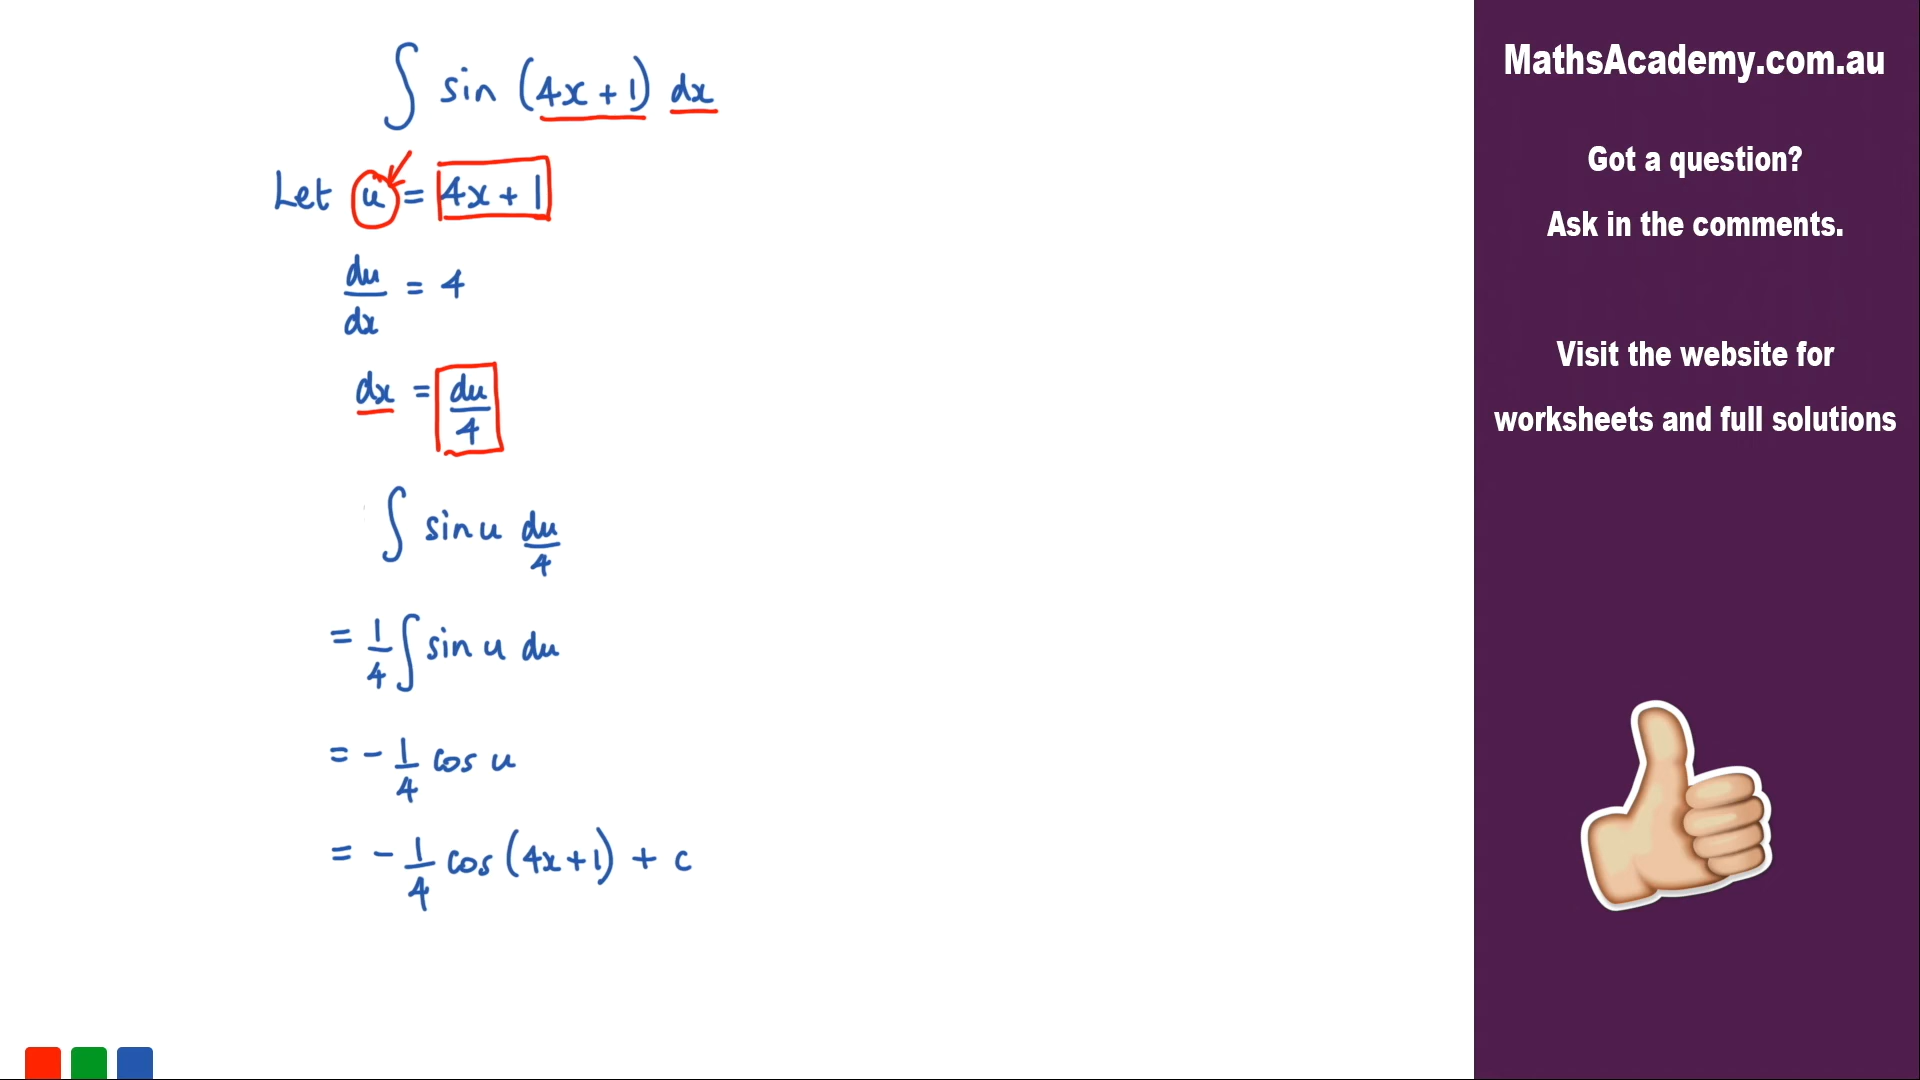 ∫ sin (4x + 1) dx
Let u = 4x + 1
du/dx = 4
dx = du/4
∫ sin u du/4
= 1/4 ∫ sin u du
= - 1/4 cos u
= - 1/4 cos (4x + 1) + c
MathsAcademy.com.au
Got a question?
Ask in the comments.
Visit the website for
worksheets and full solutions